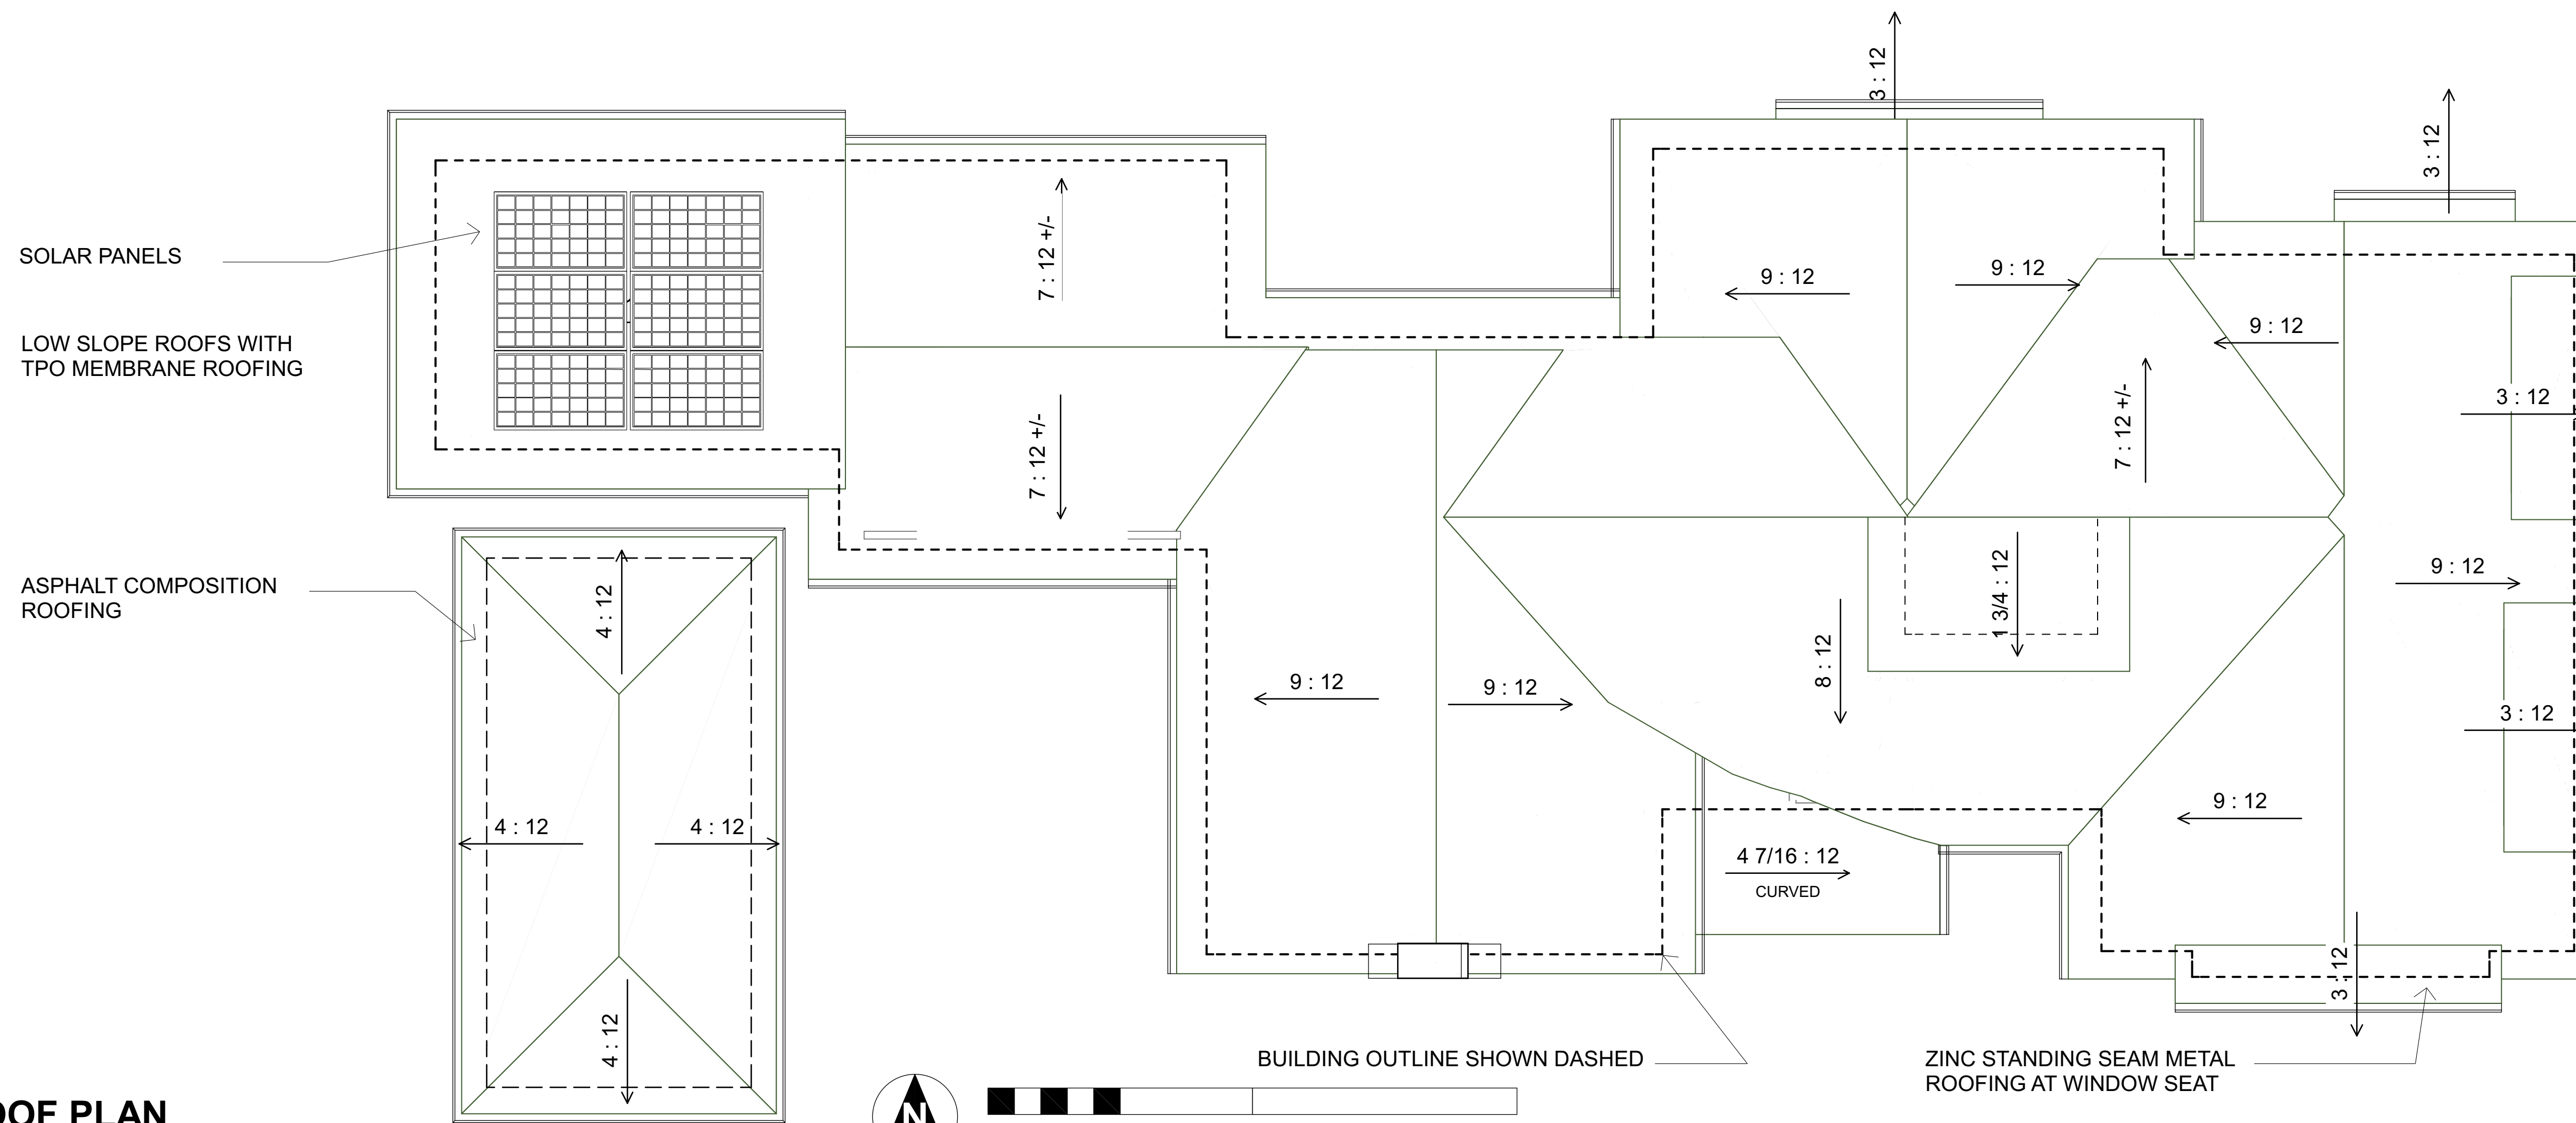 3 : 12
3 : 12
SOLAR PANELS
7 : 12 +/-
9 : 12
9 : 12
9 : 12
LOW SLOPE ROOFS WITH
TPO MEMBRANE ROOFING
3 : 12
7 : 12 +/-
7 : 12 +/-
ASPHALT COMPOSITION
ROOFING
4 : 12
1 3/4 : 12
9 : 12
8 : 12
9 : 12
9 : 12
3 : 12
4 : 12
4 : 12
9 : 12
4 7/16 : 12
CURVED
3 : 12
4 : 12
BUILDING OUTLINE SHOWN DASHED
ZINC STANDING SEAM METAL
ROOFING AT WINDOW SEAT
OOF PLAN
N